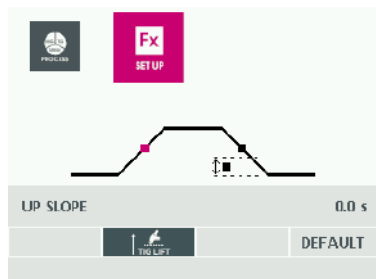 PROCESS
Fx
SET UP
UP SLOPE 0.0 s
TIG LIFT
DEFAULT